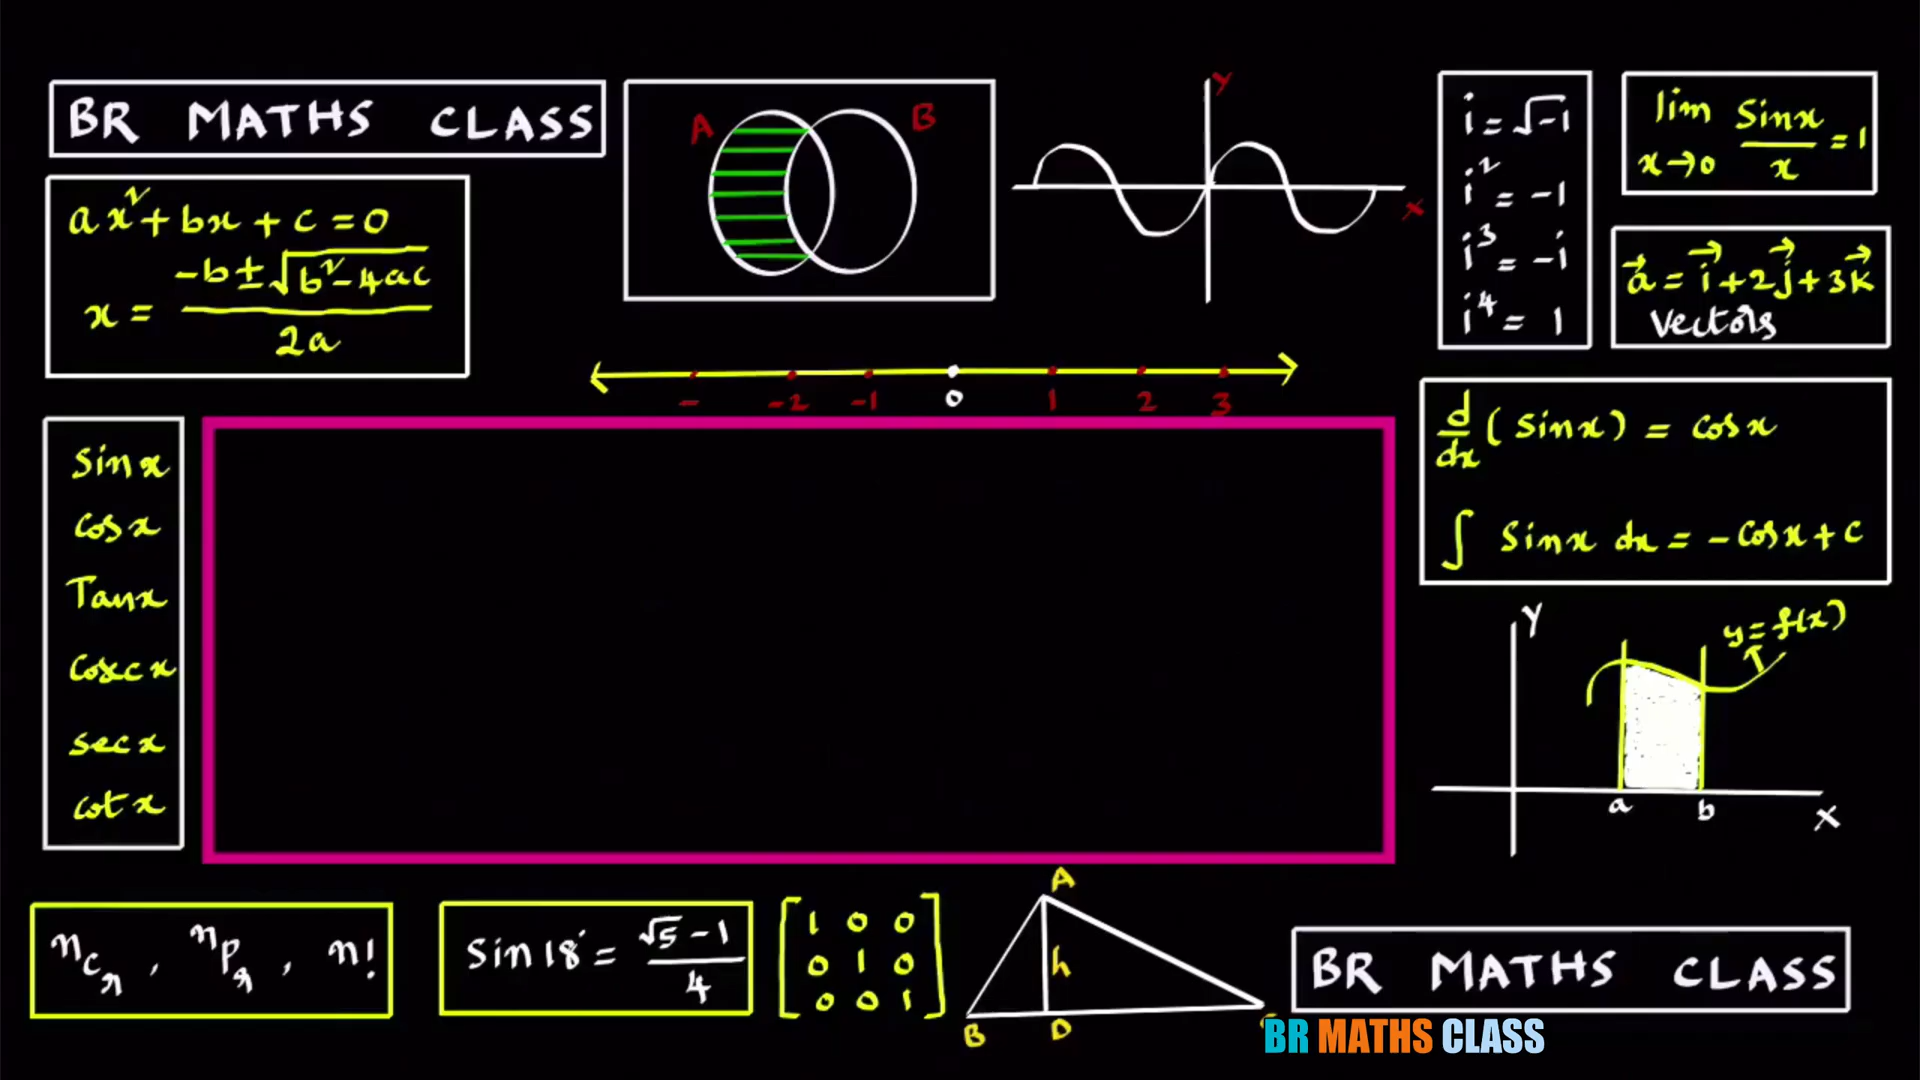 BR MATHS CLASS
ax² + bx + c = 0
x = -b ± √b² - 4ac / 2a
A B
Y
X
i = √-1
i² = -1
i³ = -i
i⁴ = 1
lim x→0 Sinx / x = 1
a⃗ = i⃗ + 2j⃗ + 3k⃗
Vectors
- -2 -1 0 1 2 3
Sinx
Cosx
Tanx
Cosecx
secx
cotx
d/dx (Sinx) = Cosx
∫ Sinx dx = -Cosx + c
Y
y = f(x)
a b
X
ⁿCᵣ , ⁿPᵣ , n!
Sin18° = √5 - 1 / 4
1 0 0
0 1 0
0 0 1
A
h
B D
BR MATHS CLASS
BR MATHS CLASS